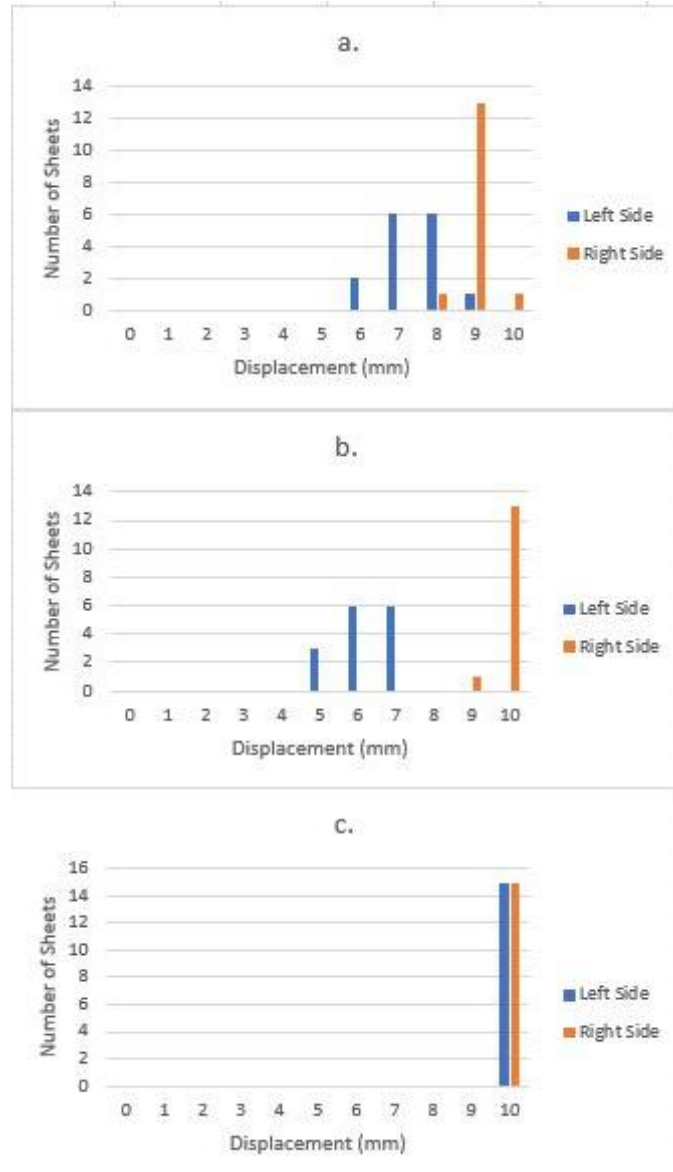 a.
14
12
10
8
6
4
2
0
Number of Sheets
0 1 2 3 4 5 6 7 8 9 10
Displacement (mm)
Left Side
Right Side
b.
14
12
10
8
6
4
2
0
Number of Sheets
0 1 2 3 4 5 6 7 8 9 10
Displacement (mm)
Left Side
Right Side
c.
16
14
12
10
8
6
4
2
0
Number of Sheets
0 1 2 3 4 5 6 7 8 9 10
Displacement (mm)
Left Side
Right Side